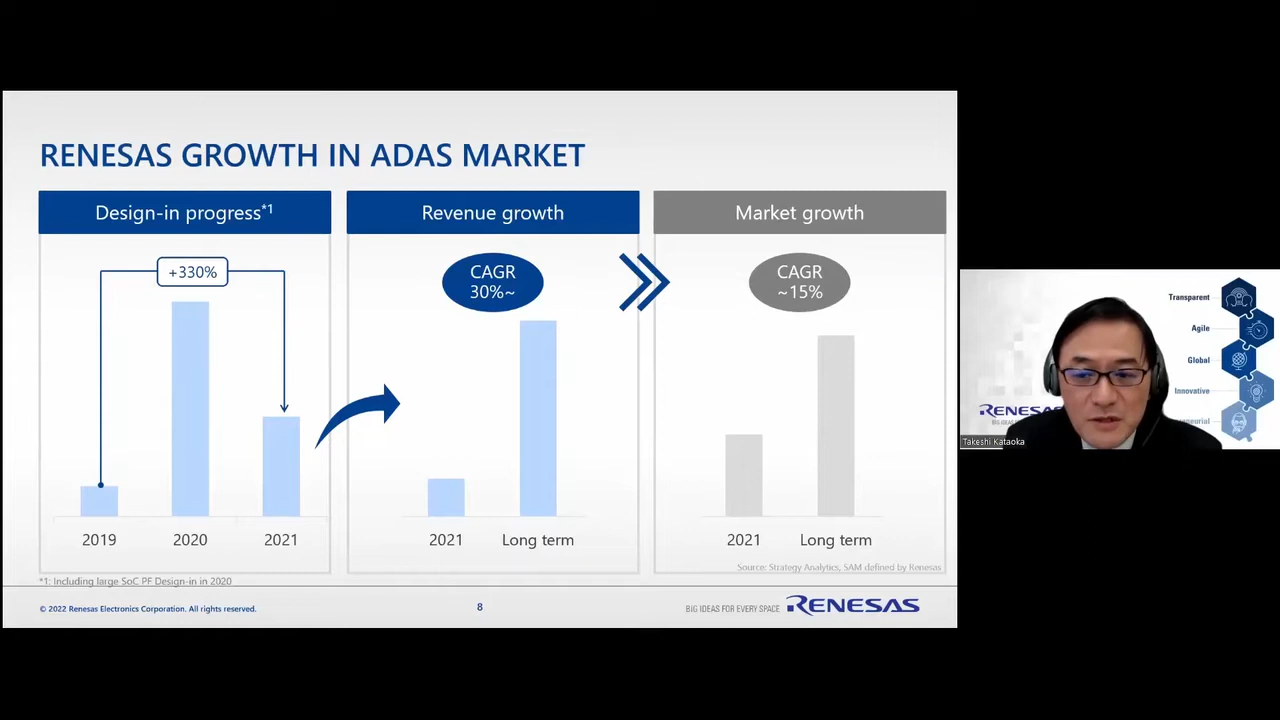 RENESAS GROWTH IN ADAS MARKET
Design-in progress*1
+330%
2019
2020
2021
Revenue growth
CAGR
30%~
2021
Long term
Market growth
CAGR
~15%
2021
Long term
Source: Strategy Analytics, SAM defined by Renesas
*1: Including large SoC PF Design-in in 2020
© 2022 Renesas Electronics Corporation. All rights reserved.
8
BIG IDEAS FOR EVERY SPACE
RENESAS
Transparent
Agile
Global
Innovative
RENESAS
BIG IDEAS
Takeshi Kataoka